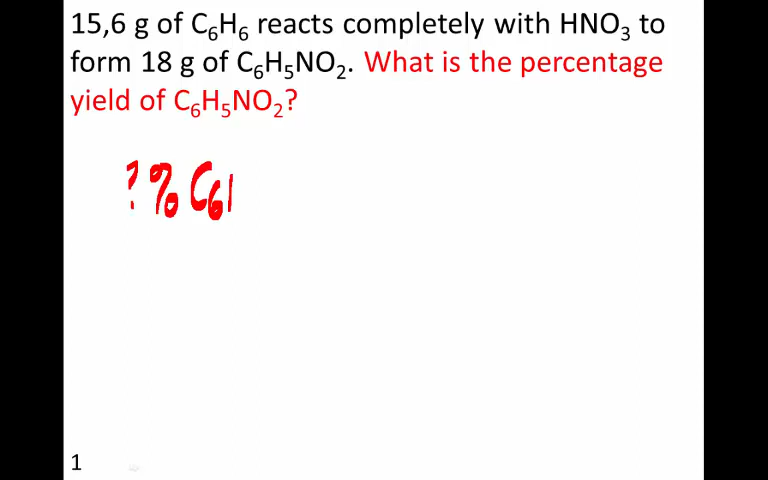 15,6 g of C₆H₆ reacts completely with HNO₃ to
form 18 g of C₆H₅NO₂. What is the percentage
yield of C₆H₅NO₂?
? % C6l
1